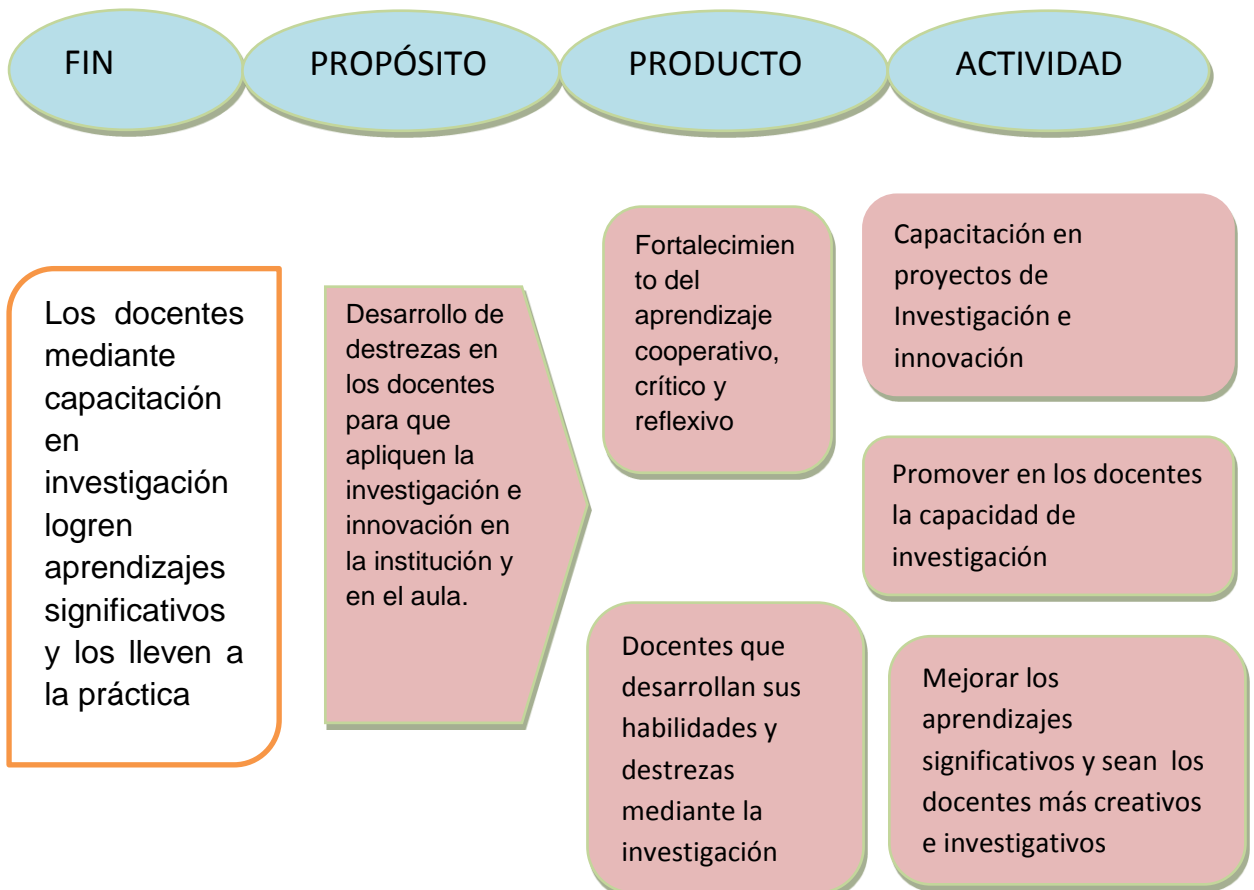 FIN
PROPÓSITO
PRODUCTO
ACTIVIDAD
Los docentes
mediante
capacitación
en
investigación
logren
aprendizajes
significativos
y los lleven a
la práctica
Desarrollo de
destrezas en
los docentes
para que
apliquen la
investigación e
innovación en
la institución y
en el aula.
Fortalecimien
to del
aprendizaje
cooperativo,
crítico y
reflexivo
Docentes que
desarrollan sus
habilidades y
destrezas
mediante la
investigación
Capacitación en
proyectos de
Investigación e
innovación
Promover en los docentes
la capacidad de
investigación
Mejorar los
aprendizajes
significativos y sean los
docentes más creativos
e investigativos